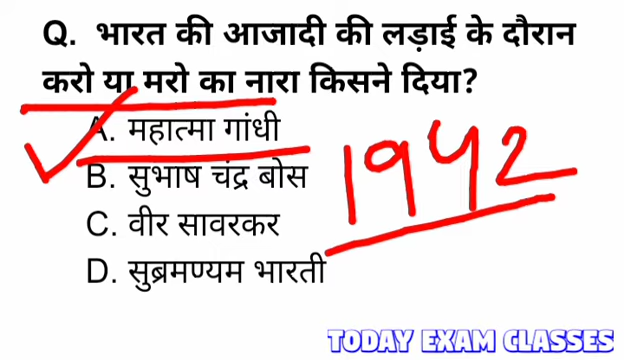 Q. भारत की आजादी की लड़ाई के दौरान
करो या मरो का नारा किसने दिया?
A. महात्मा गांधी
B. सुभाष चंद्र बोस
C. वीर सावरकर
D. सुब्रमण्यम भारती
1942
TODAY EXAM CLASSES